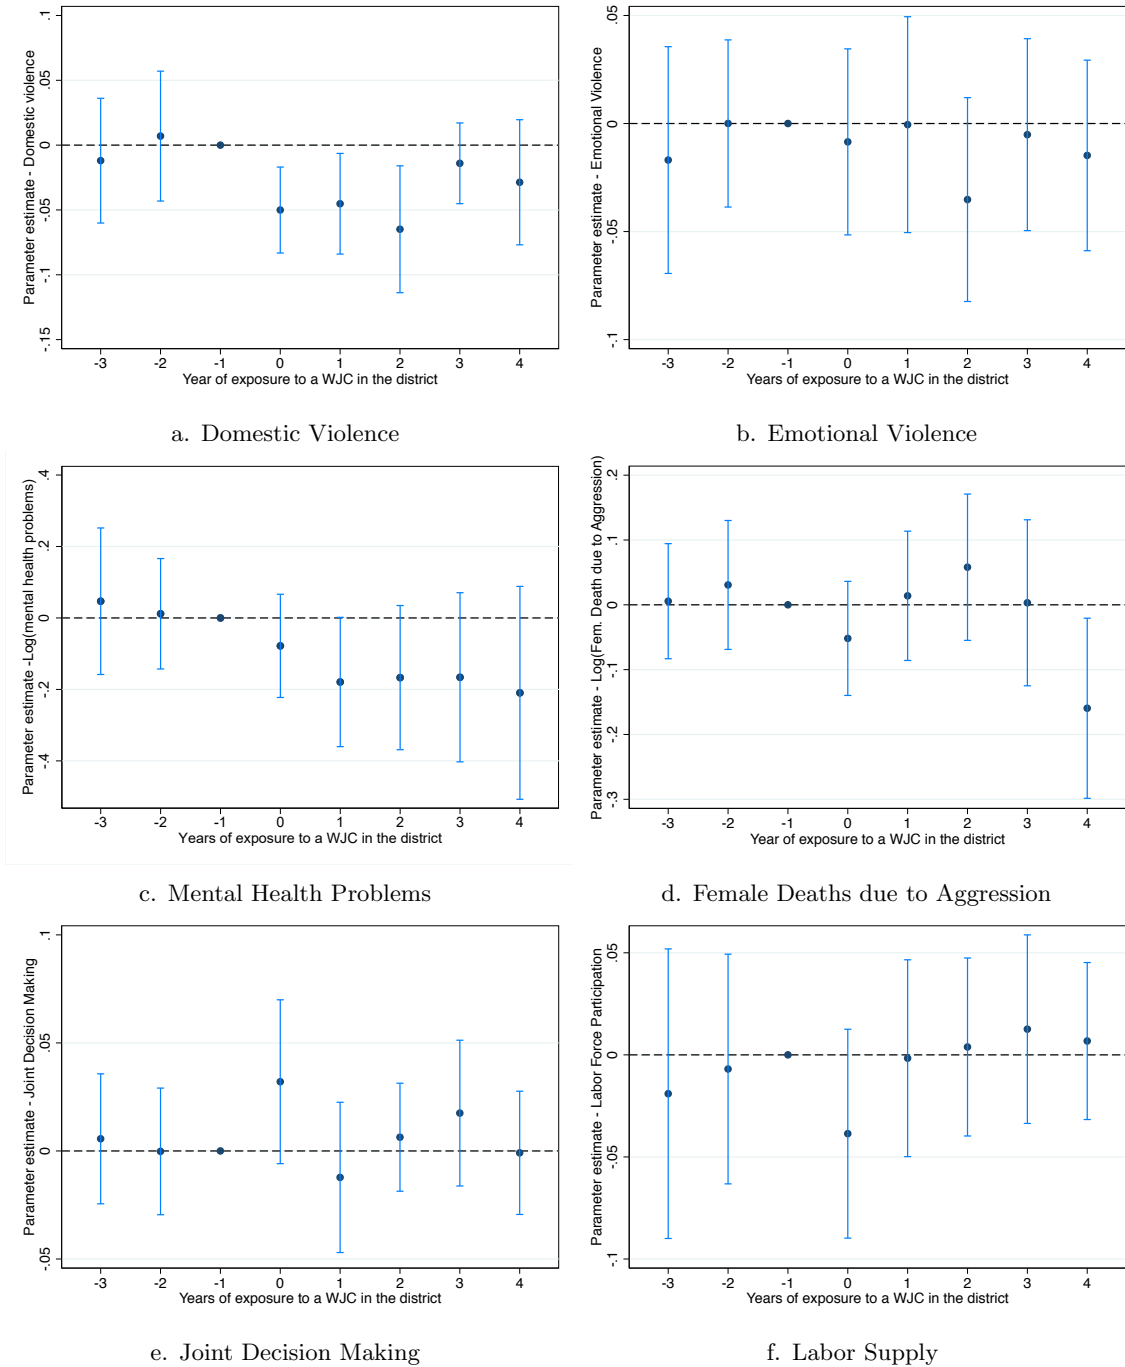 Parameter estimate - Domestic violence
.1
.05
0
-.05
-.1
-.15
-3 -2 -1 0 1 2 3 4
Year of exposure to a WJC in the district
a. Domestic Violence
Parameter estimate - Emotional Violence
.05
0
-.05
-.1
-3 -2 -1 0 1 2 3 4
Years of exposure to a WJC in the district
b. Emotional Violence
Parameter estimate -Log(mental health problems)
.4
.2
0
-.2
-.4
-3 -2 -1 0 1 2 3 4
Years of exposure to a WJC in the district
c. Mental Health Problems
Parameter estimate - Log(Fem. Death due to Aggression)
.2
.1
0
-.1
-.2
-.3
-3 -2 -1 0 1 2 3 4
Year of exposure to a WJC in the district
d. Female Deaths due to Aggression
Parameter estimate - Joint Decision Making
.1
.05
0
-.05
-3 -2 -1 0 1 2 3 4
Years of exposure to a WJC in the district
e. Joint Decision Making
Parameter estimate - Labor Force Participation
.05
0
-.05
-.1
-3 -2 -1 0 1 2 3 4
Years of exposure to a WJC in the district
f. Labor Supply